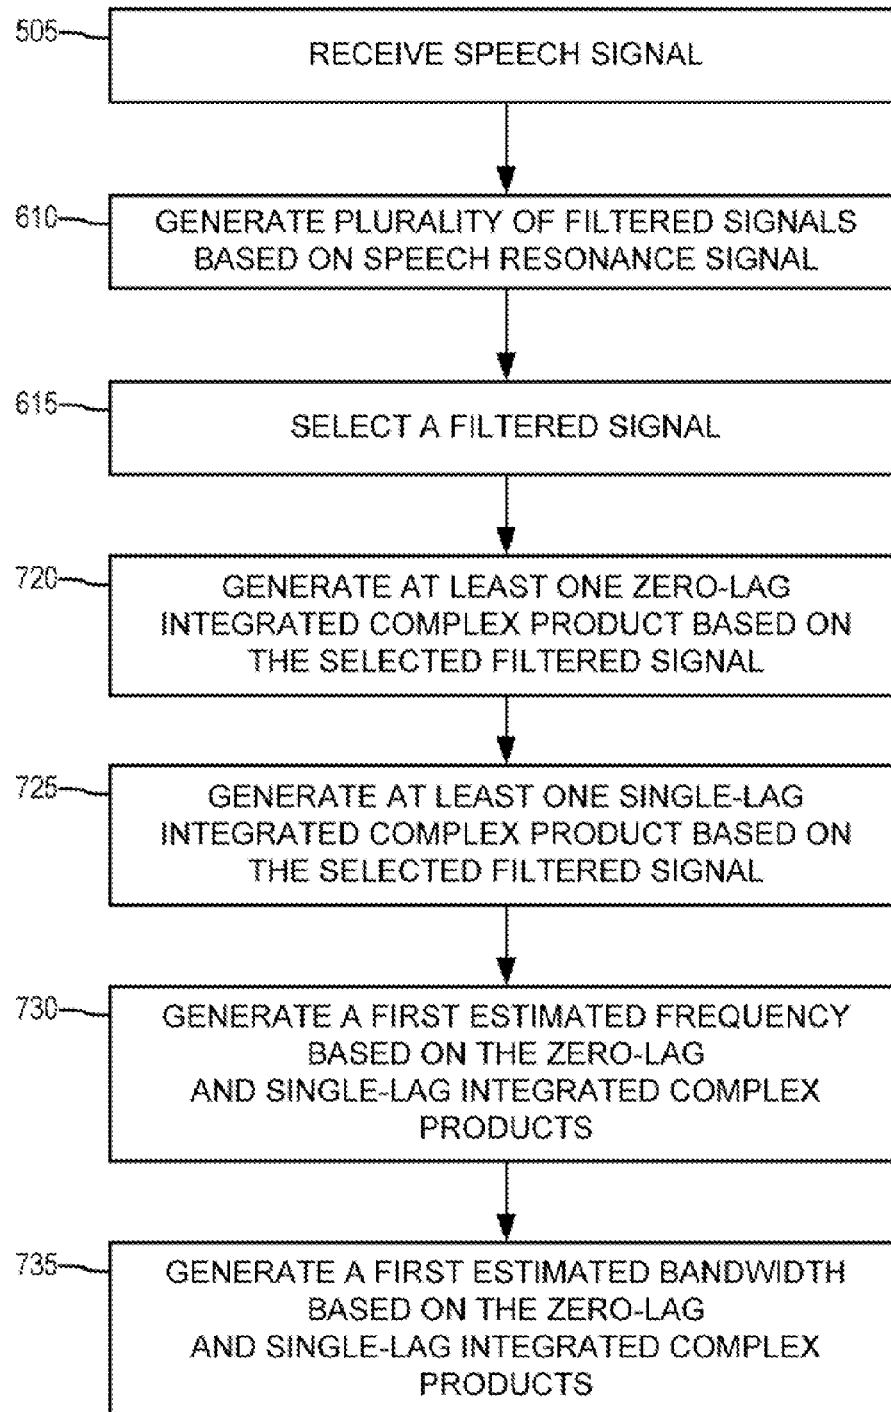 505
RECEIVE SPEECH SIGNAL
610
GENERATE PLURALITY OF FILTERED SIGNALS
BASED ON SPEECH RESONANCE SIGNAL
615
SELECT A FILTERED SIGNAL
720
GENERATE AT LEAST ONE ZERO-LAG
INTEGRATED COMPLEX PRODUCT BASED ON
THE SELECTED FILTERED SIGNAL
725
GENERATE AT LEAST ONE SINGLE-LAG
INTEGRATED COMPLEX PRODUCT BASED ON
THE SELECTED FILTERED SIGNAL
730
GENERATE A FIRST ESTIMATED FREQUENCY
BASED ON THE ZERO-LAG
AND SINGLE-LAG INTEGRATED COMPLEX
PRODUCTS
735
GENERATE A FIRST ESTIMATED BANDWIDTH
BASED ON THE ZERO-LAG
AND SINGLE-LAG INTEGRATED COMPLEX
PRODUCTS